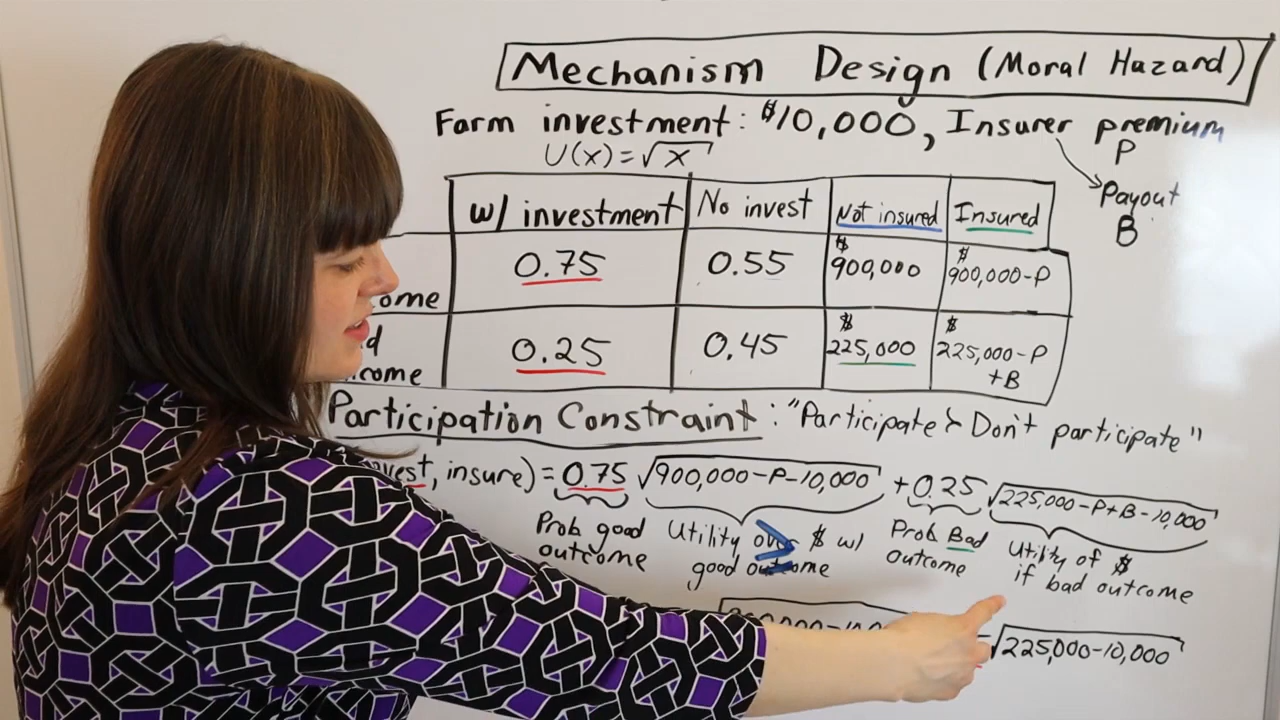 Mechanism Design (Moral Hazard)
Farm investment: $10,000, Insurer premium P
U(x) = √x
Payout B
w/ investment No invest Not insured Insured
0.75 0.55 $900,000 $900,000-P
ome
0.25 0.45 $225,000 $225,000-P+B
come
Participation Constraint: "Participate ≻ Don't participate"
vest, insure) = 0.75 √900,000-P-10,000 + 0.25 √225,000-P+B-10,000
Prob good outcome Utility over $ w/ good outcome Prob Bad outcome Utility of $ if bad outcome
≥
√225,000-10,000